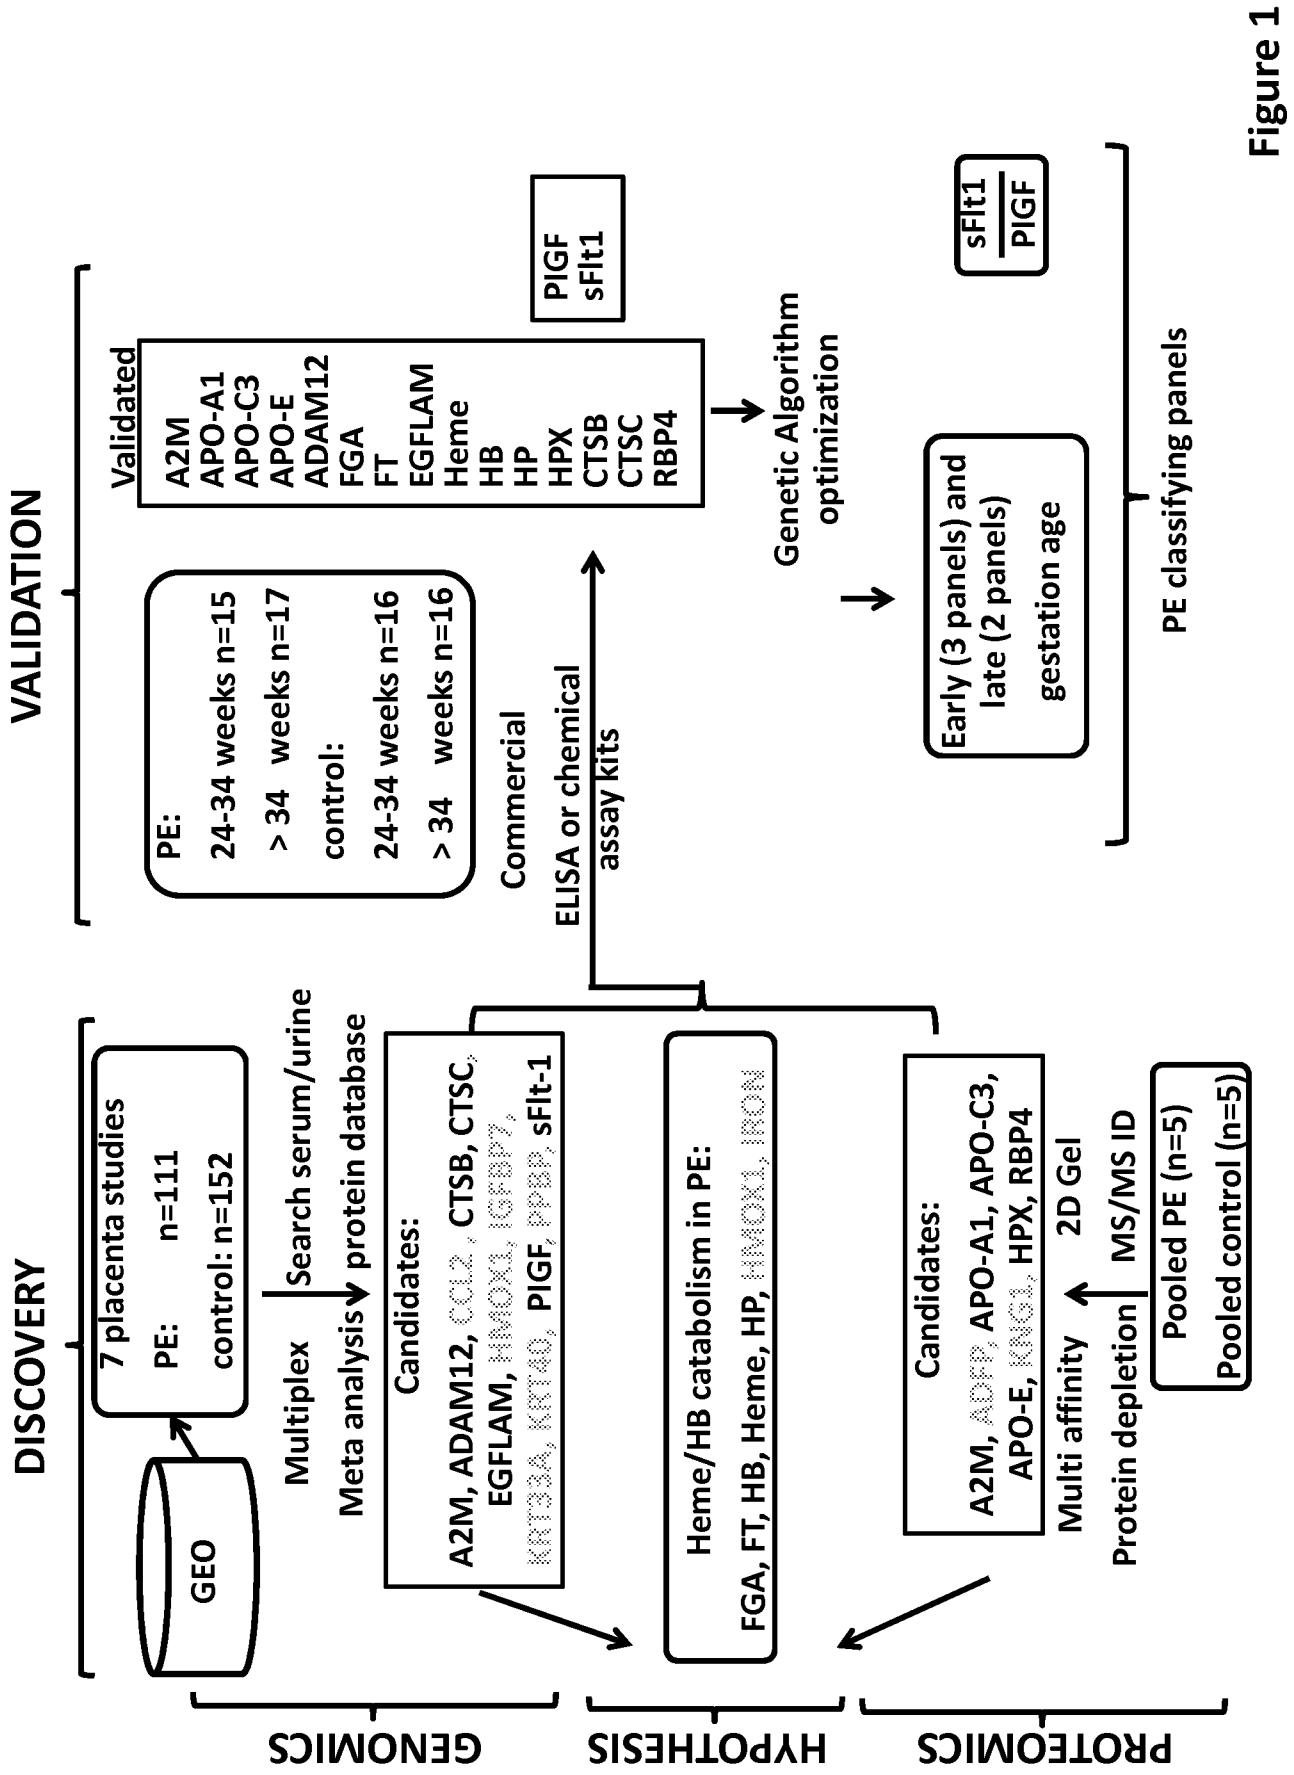 DISCOVERY
GEO
7 placenta studies
PE: n=111
control: n=152
Multiplex
Meta analysis
Search serum/urine
protein database
Candidates:
A2M, ADAM12, CCL2, CTSB, CTSC,
EGFLAM, HMOX1, IGFBP7,
KRT33A, KRT40, PIGF, PPBP, sFlt-1
Heme/HB catabolism in PE:
FGA, FT, HB, Heme, HP, HMOX1, IRON
Candidates:
A2M, ADFP, APO-A1, APO-C3,
APO-E, KNG1, HPX, RBP4
Multi affinity
Protein depletion
2D Gel
MS/MS ID
Pooled PE (n=5)
Pooled control (n=5)
GENOMICS
HYPOTHESIS
PROTEOMICS
VALIDATION
PE:
24-34 weeks n=15
> 34 weeks n=17
control:
24-34 weeks n=16
> 34 weeks n=16
Commercial
ELISA or chemical
assay kits
Validated
A2M
APO-A1
APO-C3
APO-E
ADAM12
FGA
FT
EGFLAM
Heme
HB
HP
HPX
CTSB
CTSC
RBP4
PIGF
sFlt1
Genetic Algorithm
optimization
Early (3 panels) and
late (2 panels)
gestation age
sFlt1
PIGF
PE classifying panels
Figure 1